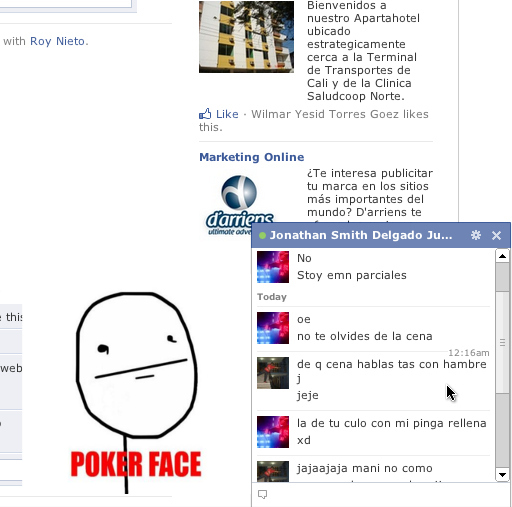 Bienvenidos a
nuestro Apartahotel
ubicado
estrategicamente
cerca a la Terminal
de Transportes de
Cali y de la Clinica
Saludcoop Norte.
with Roy Nieto.
Like · Wilmar Yesid Torres Goez likes
this.
Marketing Online
¿Te interesa publicitar
tu marca en los sitios
más importantes del
mundo? D'arriens te
d'arriens
ultimate adve
Jonathan Smith Delgado Ju...
No
Stoy emn parciales
Today
oe
no te olvides de la cena
12:16am
de q cena hablas tas con hambre
j
jeje
la de tu culo con mi pinga rellena
xd
jajaajaja mani no como
e this
web
POKER FACE